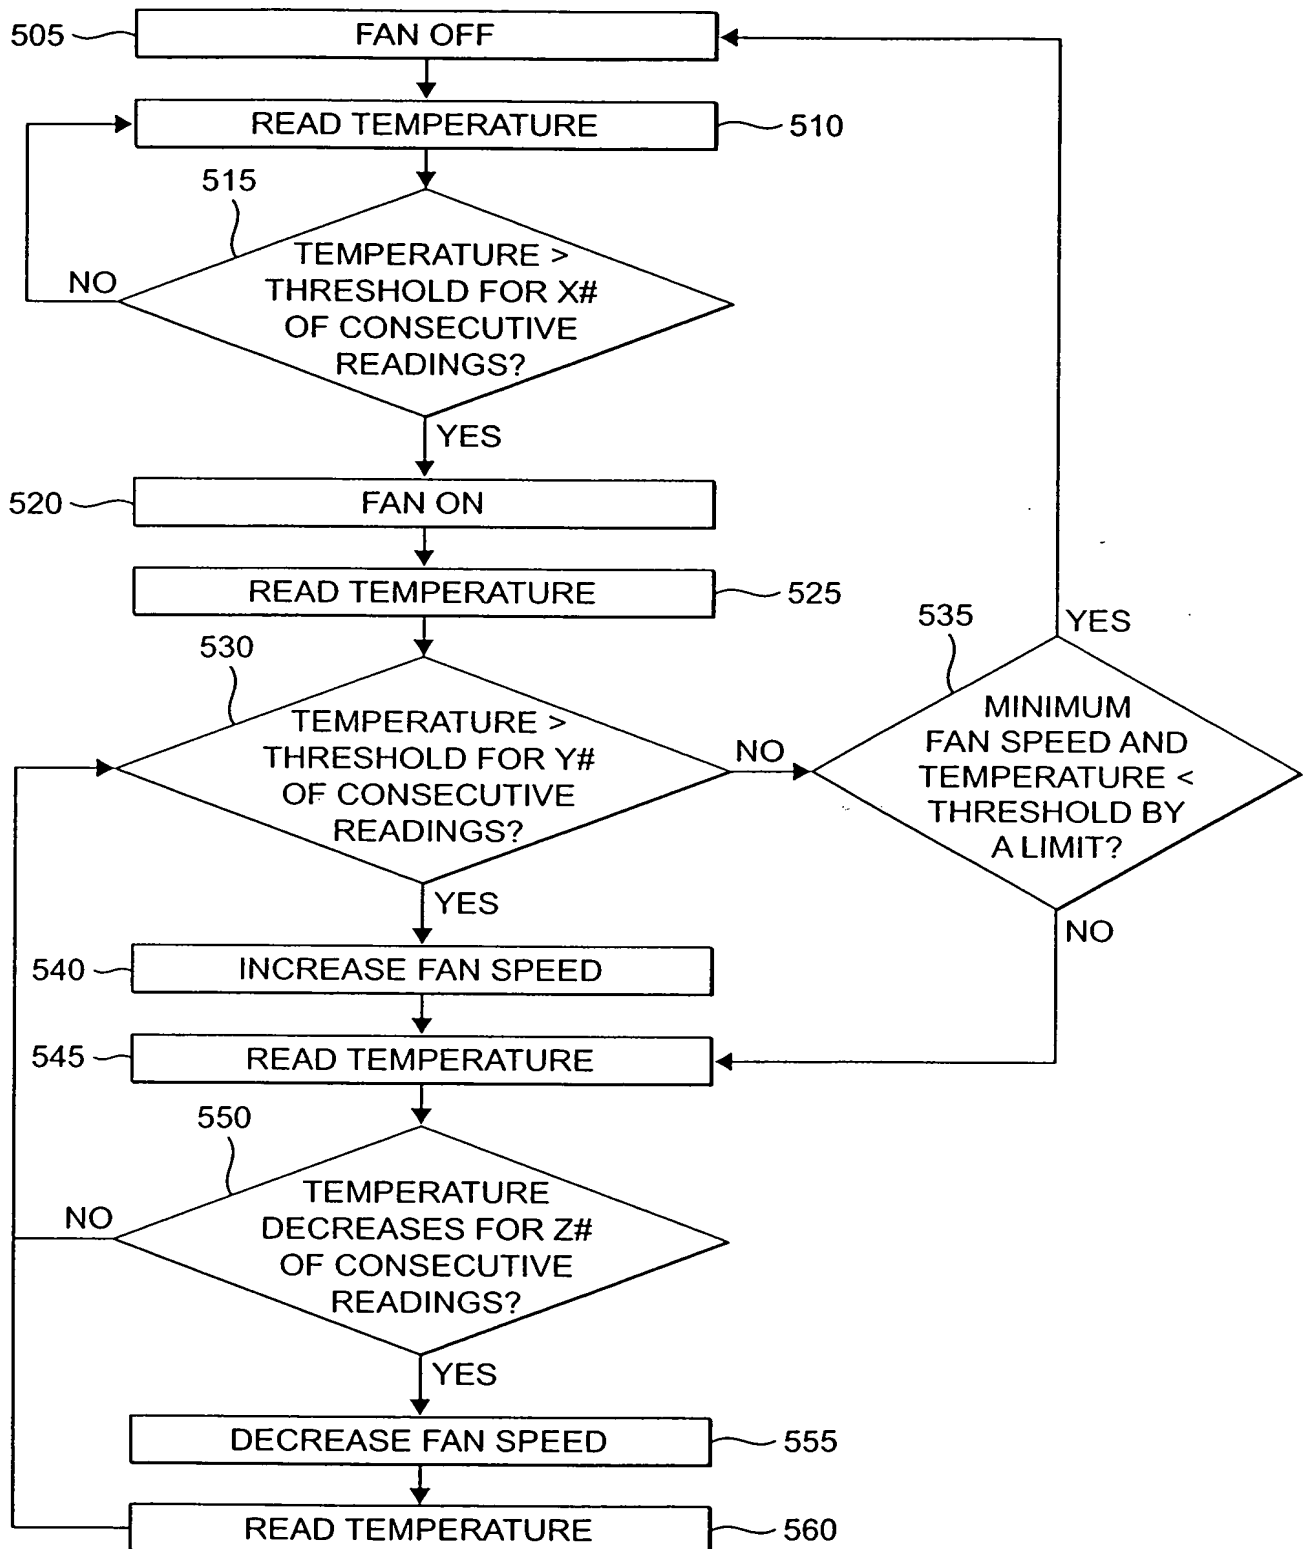 505
FAN OFF
READ TEMPERATURE
510
515
TEMPERATURE >
THRESHOLD FOR X#
OF CONSECUTIVE
READINGS?
NO
YES
520
FAN ON
READ TEMPERATURE
525
530
TEMPERATURE >
THRESHOLD FOR Y#
OF CONSECUTIVE
READINGS?
NO
YES
535
YES
MINIMUM
FAN SPEED AND
TEMPERATURE <
THRESHOLD BY
A LIMIT?
NO
540
INCREASE FAN SPEED
545
READ TEMPERATURE
550
TEMPERATURE
DECREASES FOR Z#
OF CONSECUTIVE
READINGS?
NO
YES
DECREASE FAN SPEED
555
READ TEMPERATURE
560